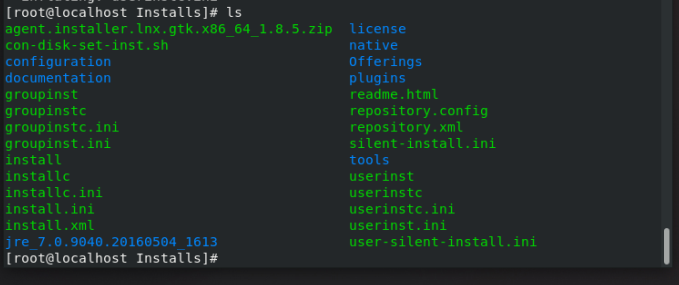 [root@localhost Installs]# ls
agent.installer.lnx.gtk.x86_64_1.8.5.zip  license
con-disk-set-inst.sh                      native
configuration                             Offerings
documentation                             plugins
groupinst                                 readme.html
groupinstc                                repository.config
groupinstc.ini                            repository.xml
groupinst.ini                             silent-install.ini
install                                   tools
installc                                  userinst
installc.ini                              userinstc
install.ini                               userinstc.ini
install.xml                               userinst.ini
jre_7.0.9040.20160504_1613                user-silent-install.ini
[root@localhost Installs]#